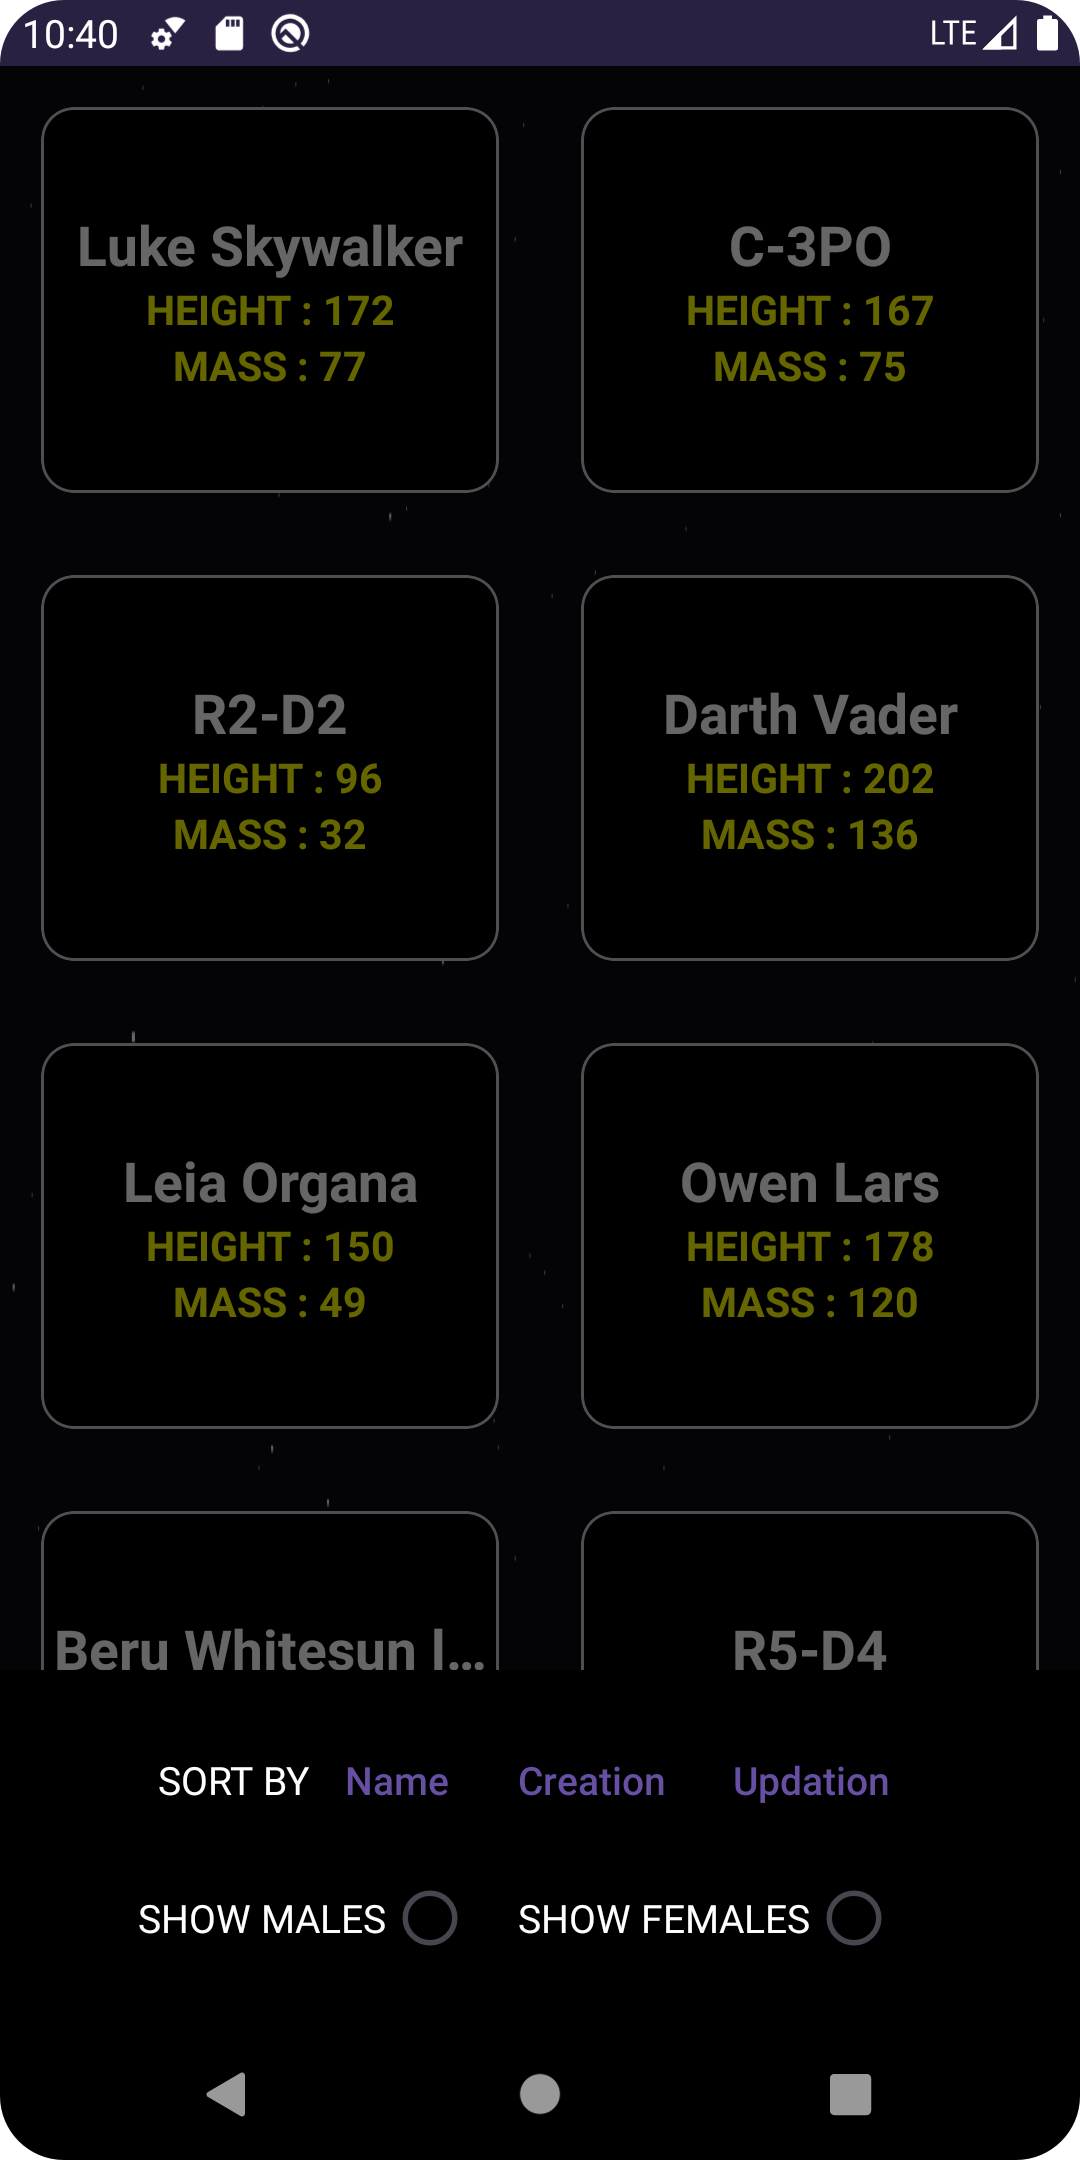 10:40 LTE
Luke Skywalker
HEIGHT : 172
MASS : 77
C-3PO
HEIGHT : 167
MASS : 75
R2-D2
HEIGHT : 96
MASS : 32
Darth Vader
HEIGHT : 202
MASS : 136
Leia Organa
HEIGHT : 150
MASS : 49
Owen Lars
HEIGHT : 178
MASS : 120
Beru Whitesun l...
R5-D4
SORT BY Name Creation Updation
SHOW MALES SHOW FEMALES